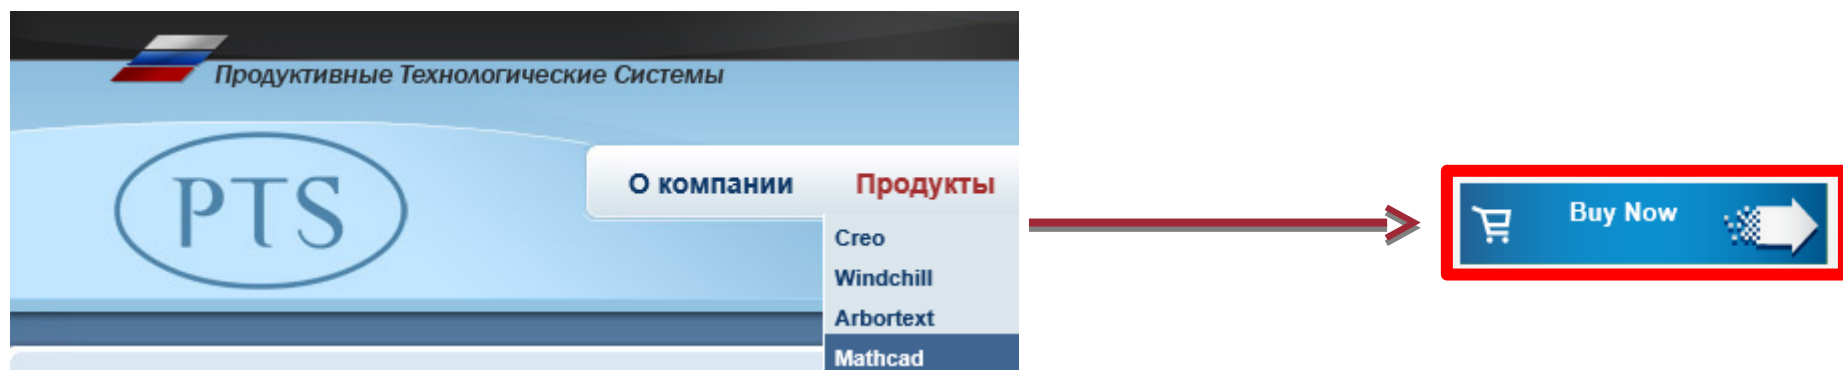 Продуктивные Технологические Системы
PTS
О компании Продукты
Creo
Windchill
Arbortext
Mathcad
Buy Now